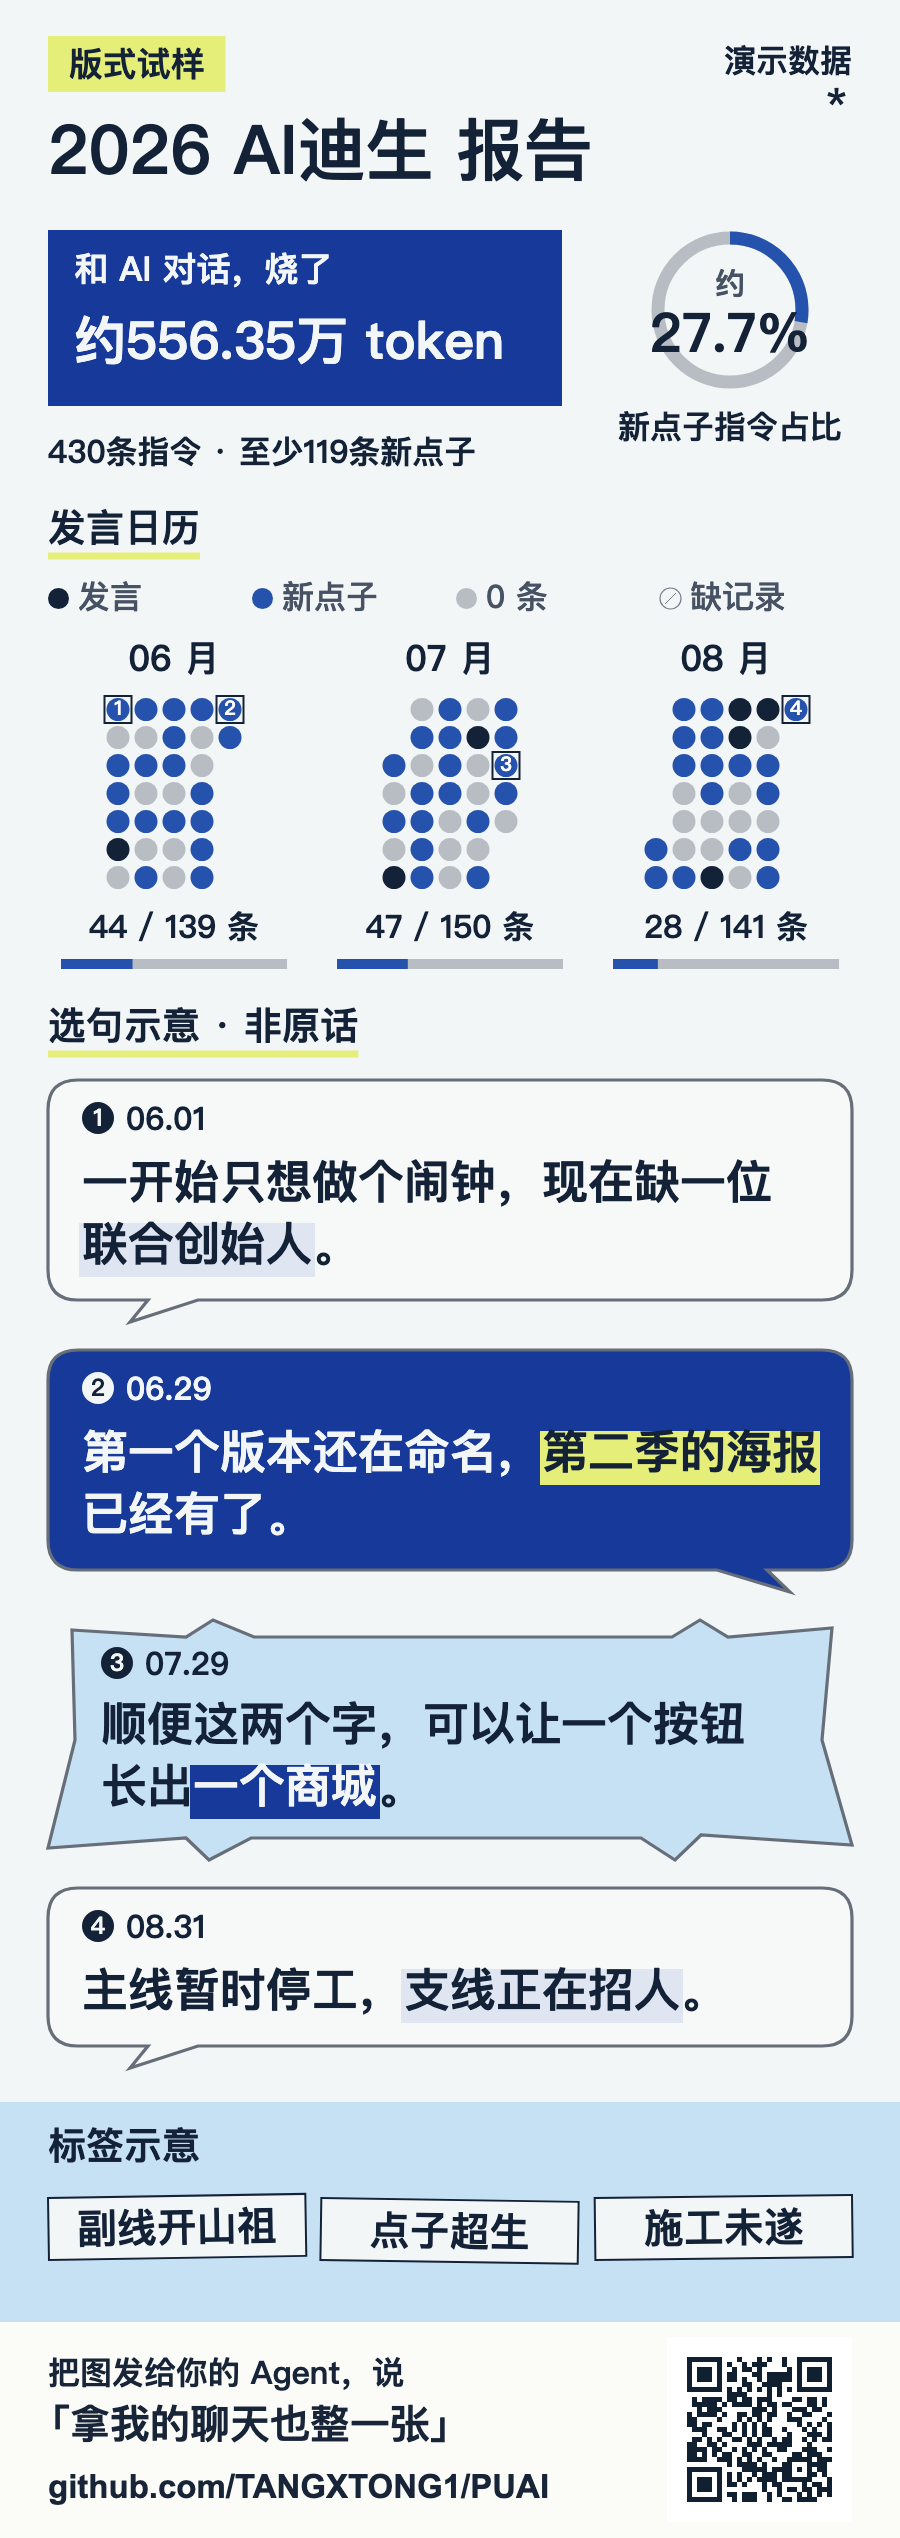 版式试样
演示数据
*
2026 AI迪生 报告
和 AI 对话，烧了
约556.35万 token
约
27.7%
新点子指令占比
430条指令 · 至少119条新点子
发言日历
发言
新点子
0 条
缺记录
06 月
07 月
08 月
1
2
3
4
44 / 139 条
47 / 150 条
28 / 141 条
选句示意 · 非原话
1 06.01
一开始只想做个闹钟，现在缺一位
联合创始人。
2 06.29
第一个版本还在命名，第二季的海报
已经有了。
3 07.29
顺便这两个字，可以让一个按钮
长出一个商城。
4 08.31
主线暂时停工，支线正在招人。
标签示意
副线开山祖
点子超生
施工未遂
把图发给你的 Agent，说
「拿我的聊天也整一张」
github.com/TANGXTONG1/PUAI